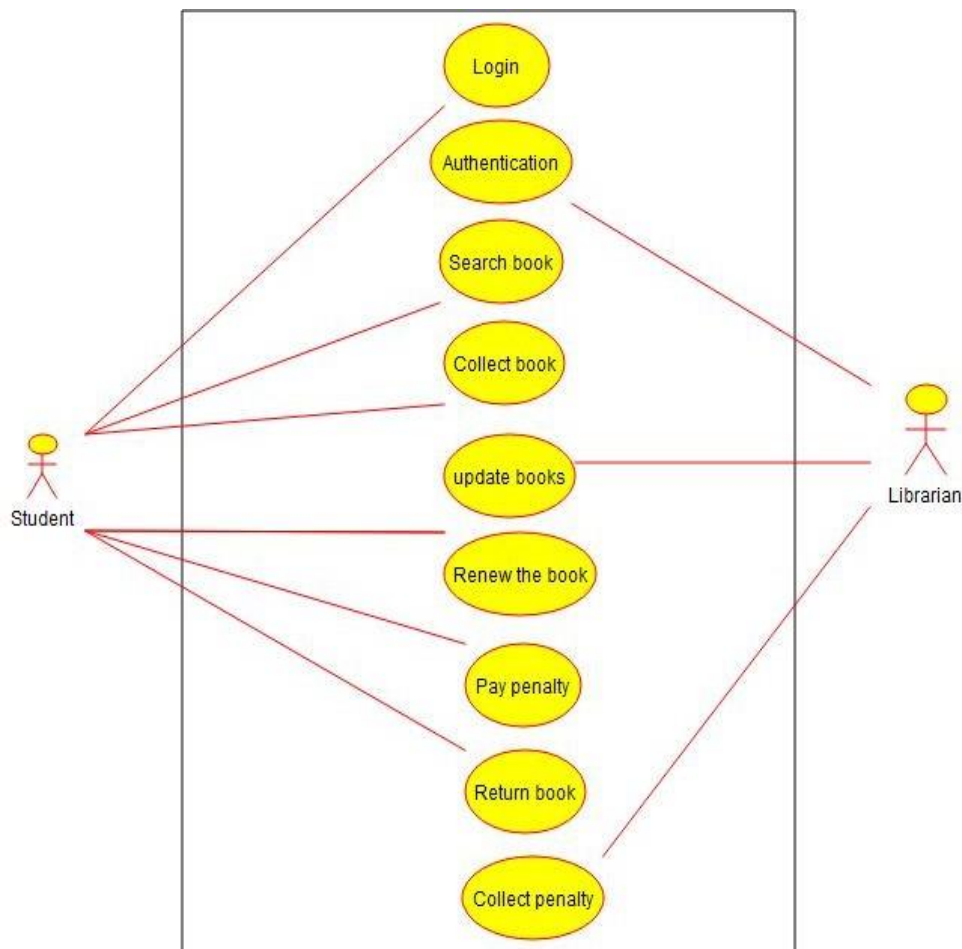 Login
Authentication
Search book
Collect book
update books
Student
Librarian
Renew the book
Pay penalty
Return book
Collect penalty